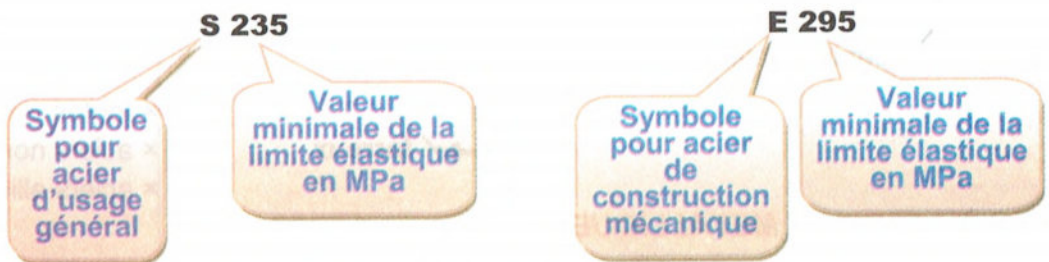 S 235
Symbole
pour
acier
d'usage
général
Valeur
minimale de la
limite élastique
en MPa
E 295
Symbole
pour acier
de
construction
mécanique
Valeur
minimale de la
limite élastique
en MPa